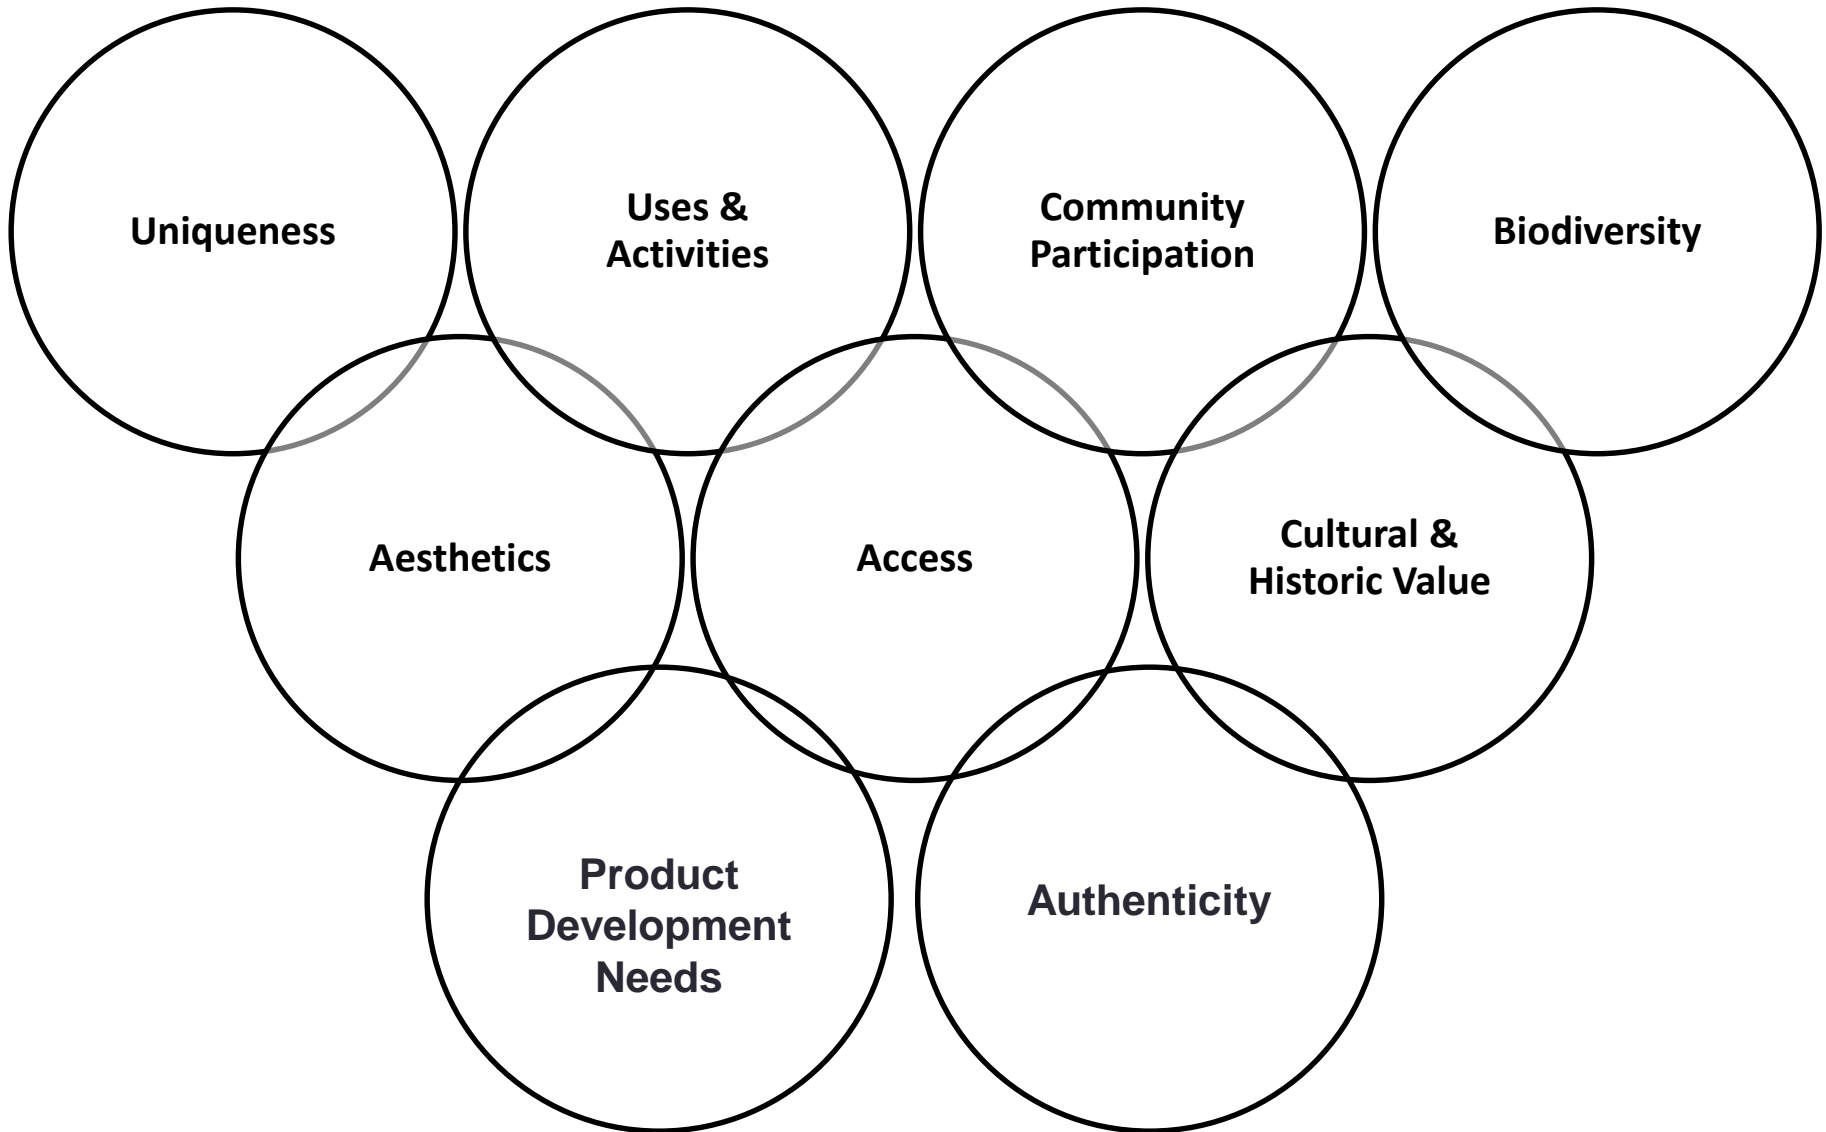 Uniqueness
Uses &
Activities
Community
Participation
Biodiversity
Aesthetics
Access
Cultural &
Historic Value
Product
Development
Needs
Authenticity